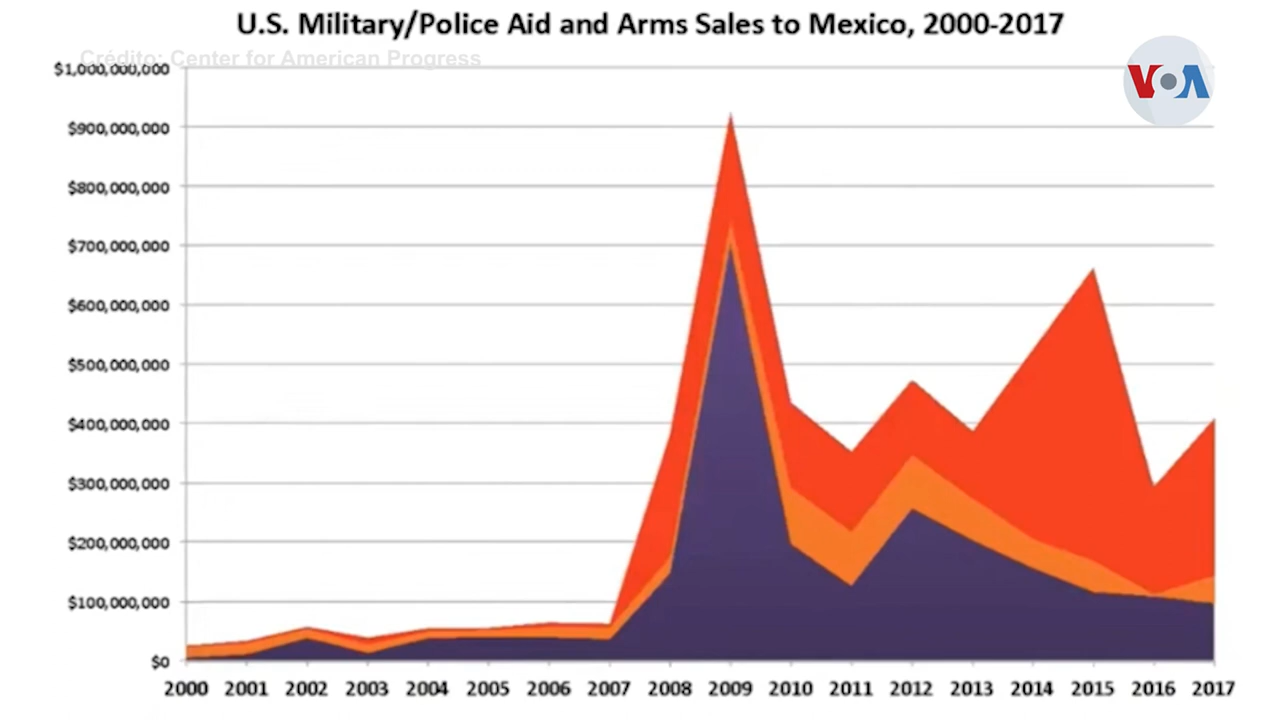 U.S. Military/Police Aid and Arms Sales to Mexico, 2000-2017
Crédito: Center for American Progress
VOA
$1,000,000,000
$900,000,000
$800,000,000
$700,000,000
$600,000,000
$500,000,000
$400,000,000
$300,000,000
$200,000,000
$100,000,000
$0
2000 2001 2002 2003 2004 2005 2006 2007 2008 2009 2010 2011 2012 2013 2014 2015 2016 2017